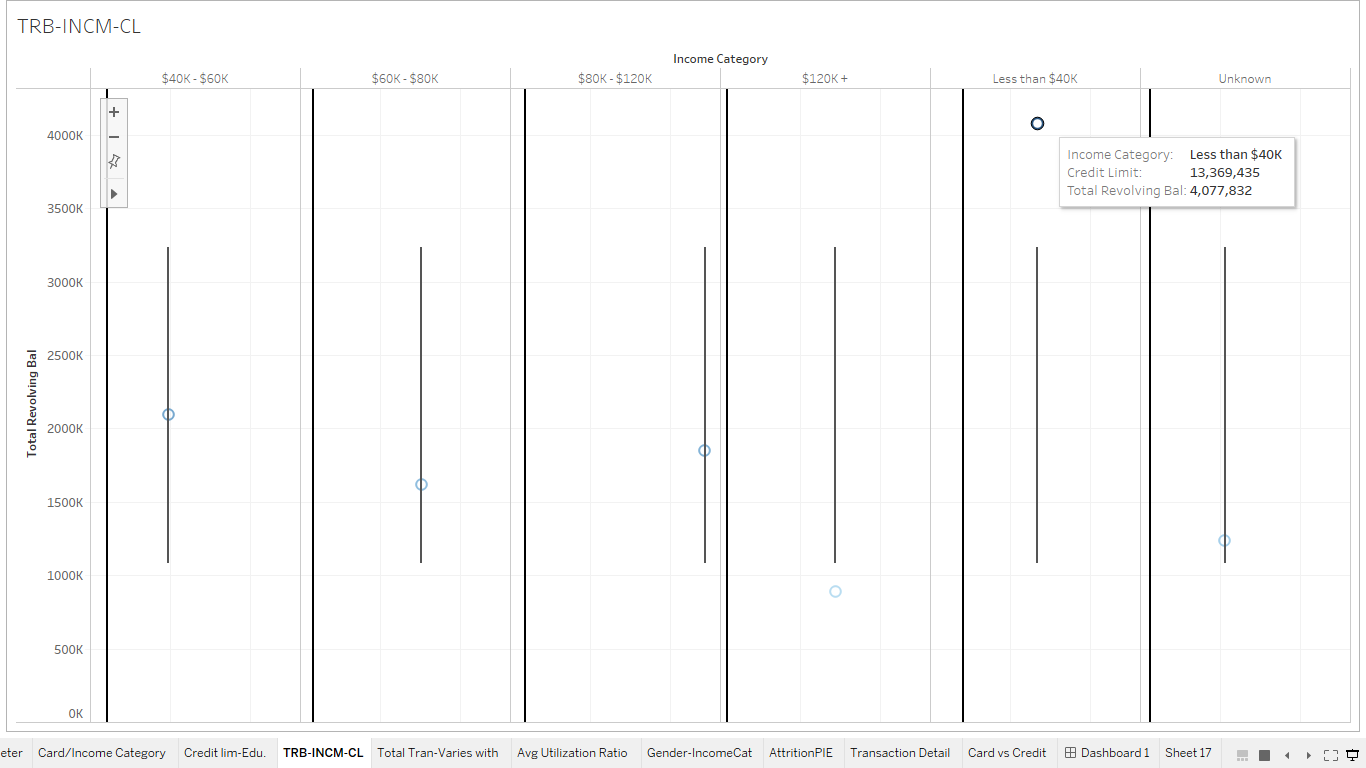 TRB-INCM-CL
Income Category
$40K - $60K $60K - $80K $80K - $120K $120K + Less than $40K Unknown
4000K
3500K
3000K
2500K
2000K
1500K
1000K
500K
0K
Total Revolving Bal
Income Category: Less than $40K
Credit Limit: 13,369,435
Total Revolving Bal: 4,077,832
eter Card/Income Category Credit lim-Edu. TRB-INCM-CL Total Tran-Varies with Avg Utilization Ratio Gender-IncomeCat AttritionPIE Transaction Detail Card vs Credit Dashboard 1 Sheet 17